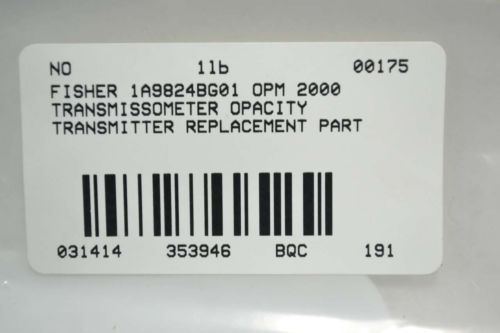 NO 1lb 00175
FISHER 1A9824BG01 OPM 2000
TRANSMISSOMETER OPACITY
TRANSMITTER REPLACEMENT PART
031414 353946 BQC 191